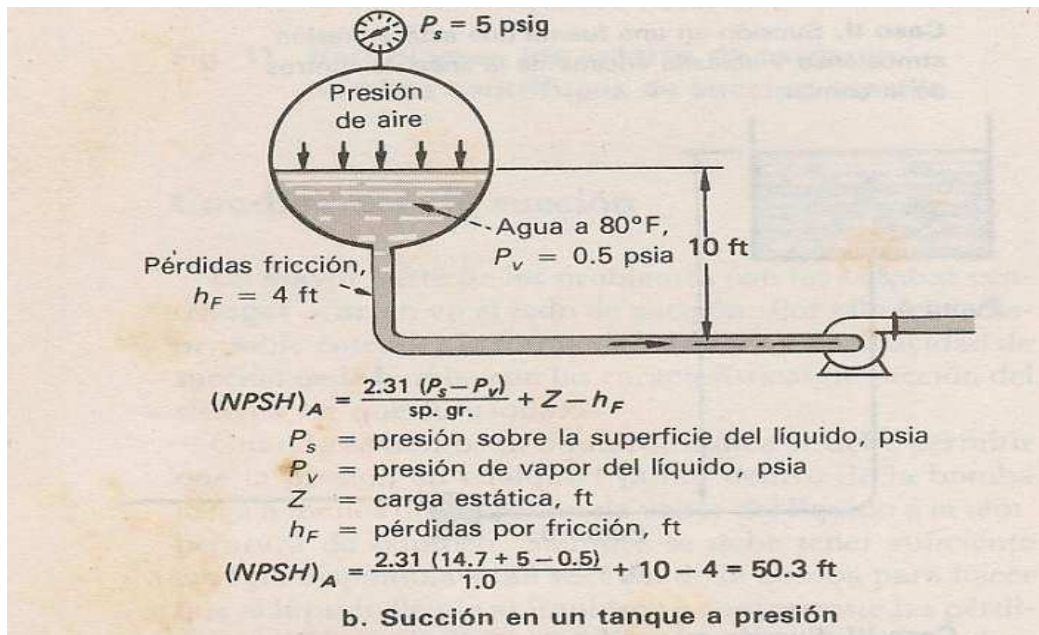 P_s = 5 psig
Presión
de aire
Agua a 80°F,
P_v = 0.5 psia
10 ft
Pérdidas fricción,
h_F = 4 ft
(NPSH)_A = 2.31 (P_s – P_v) / sp. gr. + Z – h_F
P_s = presión sobre la superficie del líquido, psia
P_v = presión de vapor del líquido, psia
Z = carga estática, ft
h_F = pérdidas por fricción, ft
(NPSH)_A = 2.31 (14.7 + 5 – 0.5) / 1.0 + 10 – 4 = 50.3 ft
b. Succión en un tanque a presión